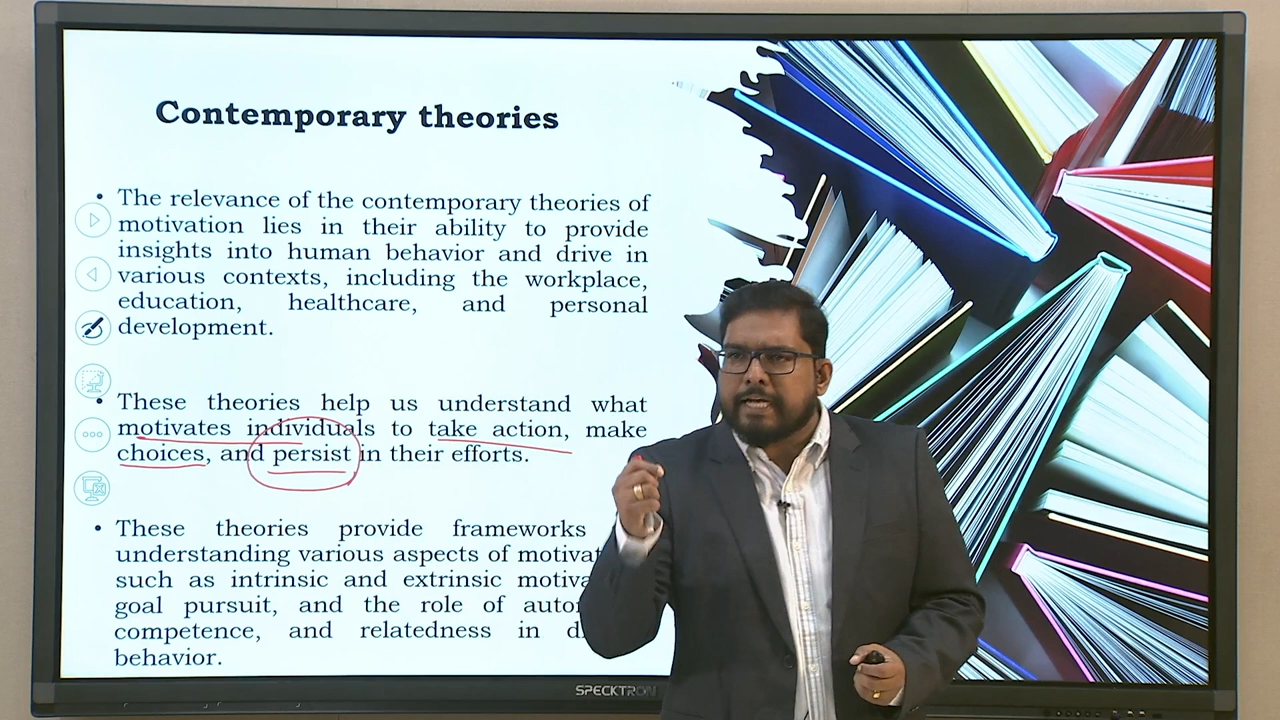 Contemporary theories
• The relevance of the contemporary theories of
motivation lies in their ability to provide
insights into human behavior and drive in
various contexts, including the workplace,
education, healthcare, and personal
development.
• These theories help us understand what
motivates individuals to take action, make
choices, and persist in their efforts.
• These theories provide frameworks
understanding various aspects of
such as intrinsic and extrinsic
goal pursuit, and the role of
competence, and relatedness in
behavior.
SPECKTRON